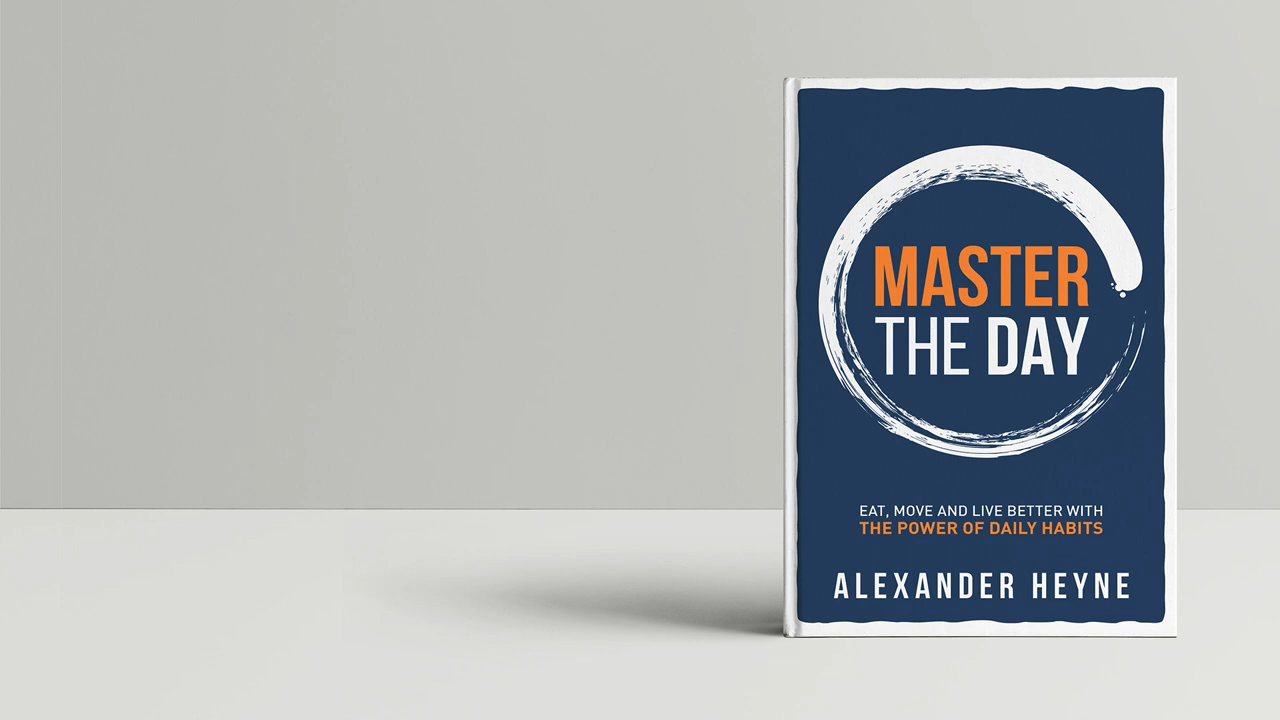 MASTER
THE DAY
EAT, MOVE AND LIVE BETTER WITH
THE POWER OF DAILY HABITS
ALEXANDER HEYNE